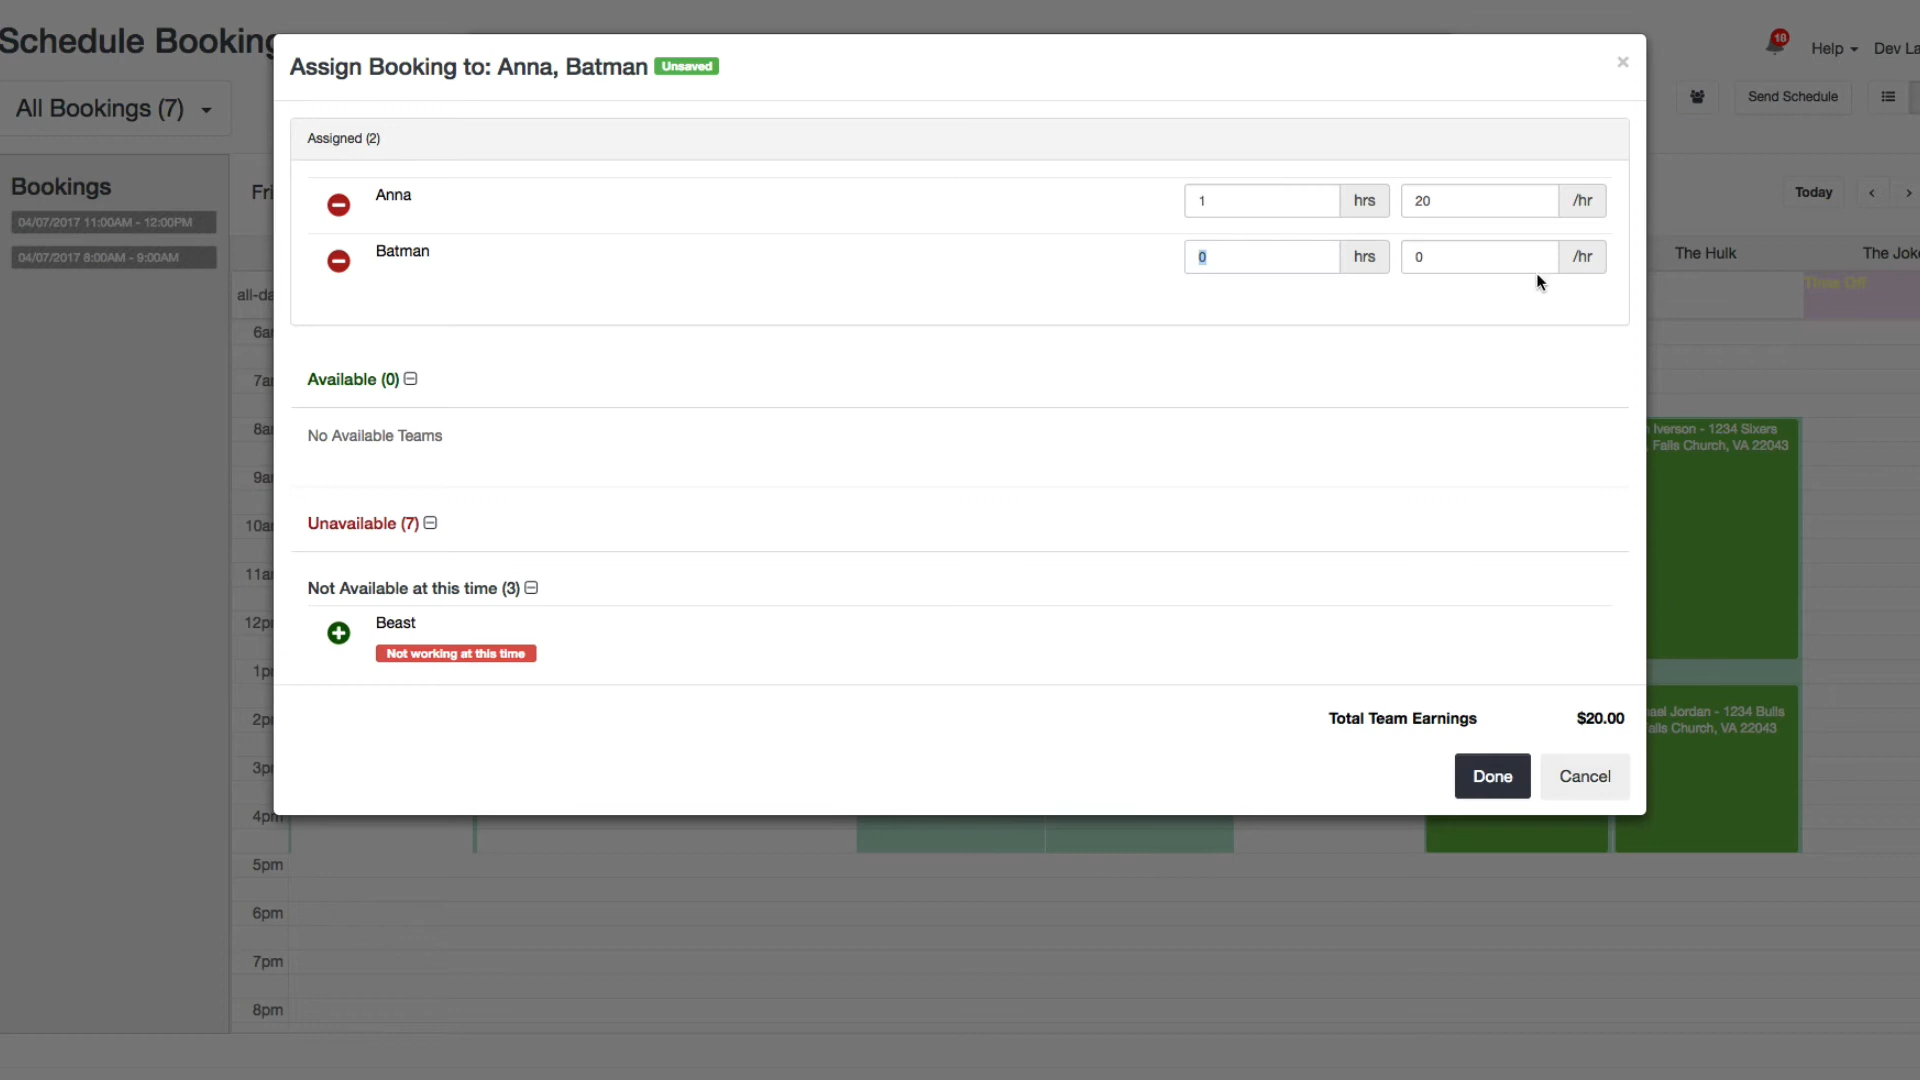 Schedule Booking
10
Help
Dev La
All Bookings (7)
Send Schedule
Assign Booking to: Anna, Batman Unsaved
×
Assigned (2)
Anna
1 hrs 20 /hr
Batman
0 hrs 0 /hr
Available (0)
No Available Teams
Unavailable (7)
Not Available at this time (3)
Beast
Not working at this time
Total Team Earnings $20.00
Done Cancel
Bookings
04/07/2017 11:00AM - 12:00PM
04/07/2017 8:00AM - 9:00AM
Fri
Today
The Hulk
The Joke
all-da
Time Off
6a
7a
8a
9a
10a
11a
12p
1p
2p
3p
4pm
5pm
6pm
7pm
8pm
Iverson - 1234 Sixers
Falls Church, VA 22043
ael Jordan - 1234 Bulls
alls Church, VA 22043